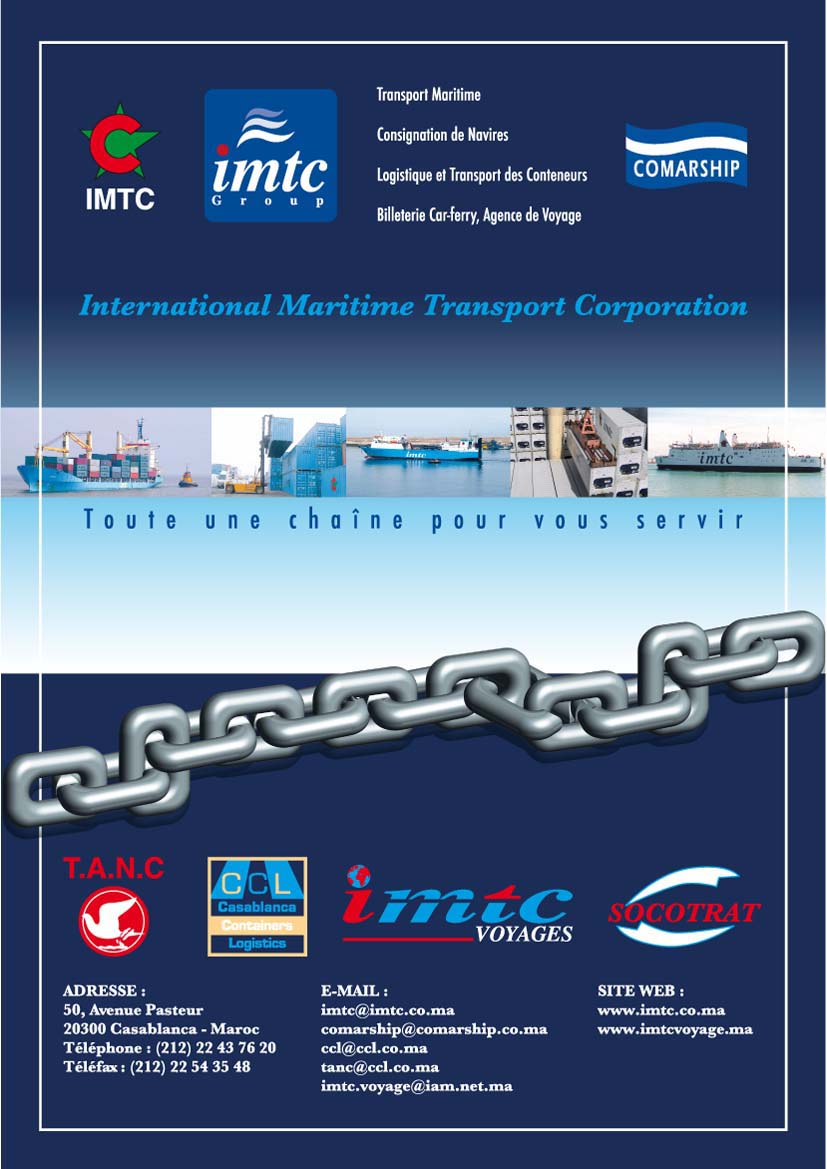 IMTC
imtc
Group
Transport Maritime
Consignation de Navires
Logistique et Transport des Conteneurs
Billeterie Car-ferry, Agence de Voyage
COMARSHIP
International Maritime Transport Corporation
imtc
imtc
Toute une chaîne pour vous servir
T.A.N.C
CCL
Casablanca
Containers
Logistics
imtc
VOYAGES
SOCOTRAT
ADRESSE :
50, Avenue Pasteur
20300 Casablanca - Maroc
Téléphone : (212) 22 43 76 20
Téléfax : (212) 22 54 35 48
E-MAIL :
imtc@imtc.co.ma
comarship@comarship.co.ma
ccl@ccl.co.ma
tanc@ccl.co.ma
imtc.voyage@iam.net.ma
SITE WEB :
www.imtc.co.ma
www.imtcvoyage.ma